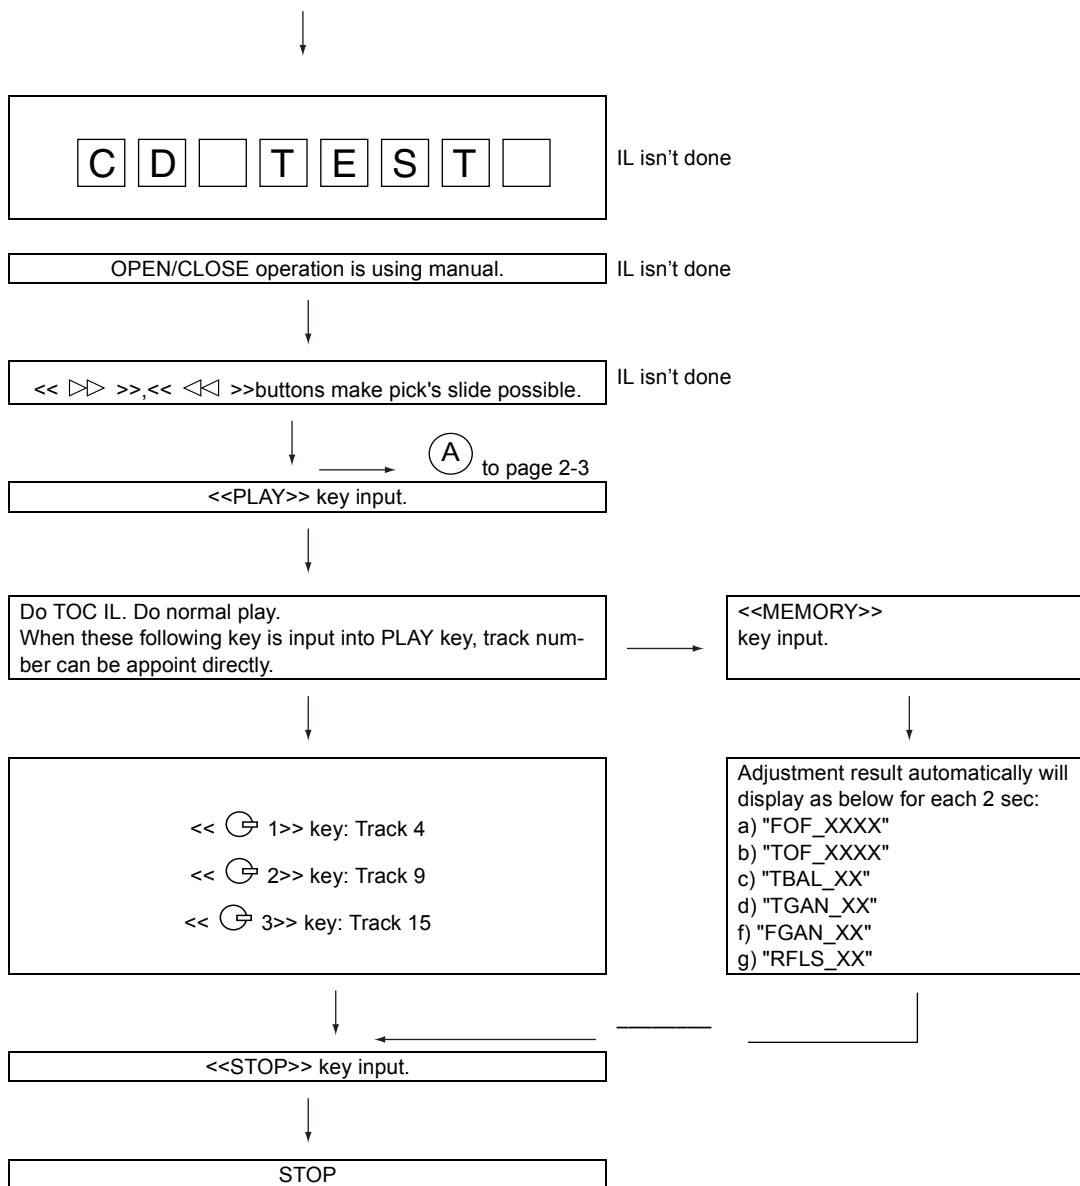 C D T E S T
IL isn't done
OPEN/CLOSE operation is using manual.
IL isn't done
<< ▷▷ >>,<< ◁◁ >>buttons make pick's slide possible.
IL isn't done
A
to page 2-3
<<PLAY>> key input.
Do TOC IL. Do normal play.
When these following key is input into PLAY key, track num-
ber can be appoint directly.
<<MEMORY>>
key input.
<< 1>> key: Track 4
<< 2>> key: Track 9
<< 3>> key: Track 15
Adjustment result automatically will
display as below for each 2 sec:
a) "FOF_XXXX"
b) "TOF_XXXX"
c) "TBAL_XX"
d) "TGAN_XX"
f) "FGAN_XX"
g) "RFLS_XX"
<<STOP>> key input.
STOP